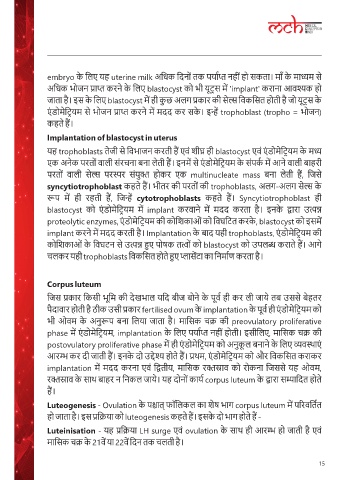 mch
embryo के लिए यह uterine milk अधिक दिनों तक पर्याप्त नहीं हो सकता। माँ के माध्यम से
अधिक भोजन प्राप्त करने के लिए blastocyst को भी यूट्स में 'implant' कराना आवश्यक हो
जाता है। इस के लिए blastocyst में ही कुछ अलग प्रकार की सेल्स विकसित होती है जो यूट्स के
एंडोमेट्रियम से भोजन प्राप्त करने में मदद कर सके। इन्हें trophoblast (tropho = भोजन)
कहते हैं।
Implantation of blastocyst in uterus
यह trophoblasts तेजी से विभाजन करती हैं एवं शीघ्र ही blastocyst एवं एंडोमेट्रियम के मध्य
एक अनेक परतों वाली संरचना बना लेती हैं। इनमें से एंडोमेट्रियम के संपर्क में आने वाली बाहरी
परतों वाली सेल्स परस्पर संयुक्त होकर एक multinucleate mass बना लेती हैं, जिसे
syncytiotrophoblast कहते हैं। भीतर की परतों की trophoblasts, अलग-अलग सेल्स के
रूप में ही रहती हैं, जिन्हें cytotrophoblasts कहते हैं। Syncytiotrophoblast ही
blastocyst को एंडोमेट्रियम में implant करवाने में मदद करता है। इनके द्वारा उत्पन्न
proteolytic enzymes, एंडोमेट्रियम की कोशिकाओं को विघटित करके, blastocyst को इसमें
implant करने में मदद करती है। Implantation के बाद यही trophoblasts, एंडोमेट्रियम की
कोशिकाओं के विघटन से उत्पन्न हुए पोषक तत्वों को blastocyst को उपलब्ध कराते हैं। आगे
चलकर यही trophoblasts विकसित होते हुए प्लासेंटा का निर्माण करता है।
Corpus luteum
जिस प्रकार किसी भूमि की देखभाल यदि बीज बोने के पूर्व ही कर ली जाये तब उससे बेहतर
पैदावार होती है ठीक उसी प्रकार fertilised ovum के implantation के पूर्व ही एंडोमेट्रियम को
भी ओवम के अनुरूप बना लिया जाता है। मासिक चक्र की preovulatory proliferative
phase में एंडोमेट्रियम, implantation के लिए पर्याप्त नहीं होती। इसीलिए, मासिक चक्र की
postovulatory proliferative phase में ही एंडोमेट्रियम को अनुकूल बनाने के लिए व्यवस्थाएं
आरम्भ कर दी जाती हैं। इनके दो उद्देश्य होते हैं। प्रथम, एंडोमेट्रियम को और विकसित कराकर
implantation में मदद करना एवं द्वितीय, मासिक रक्तस्राव को रोकना जिससे यह ओवम,
रक्तस्राव के साथ बाहर न निकल जाये। यह दोनों कार्य corpus luteum के द्वारा सम्पादित होते
हैं।
Luteogenesis - Ovulation के पश्चात् फॉलिकल का शेष भाग corpus luteum में परिवर्तित
हो जाता है। इस प्रक्रिया को luteogenesis कहते हैं। इसके दो भाग होते हैं -
Luteinisation - यह प्रक्रिया LH surge एवं ovulation के साथ ही आरम्भ हो जाती है एवं
मासिक चक्र के 21वें या 22वें दिन तक चलती है।
15